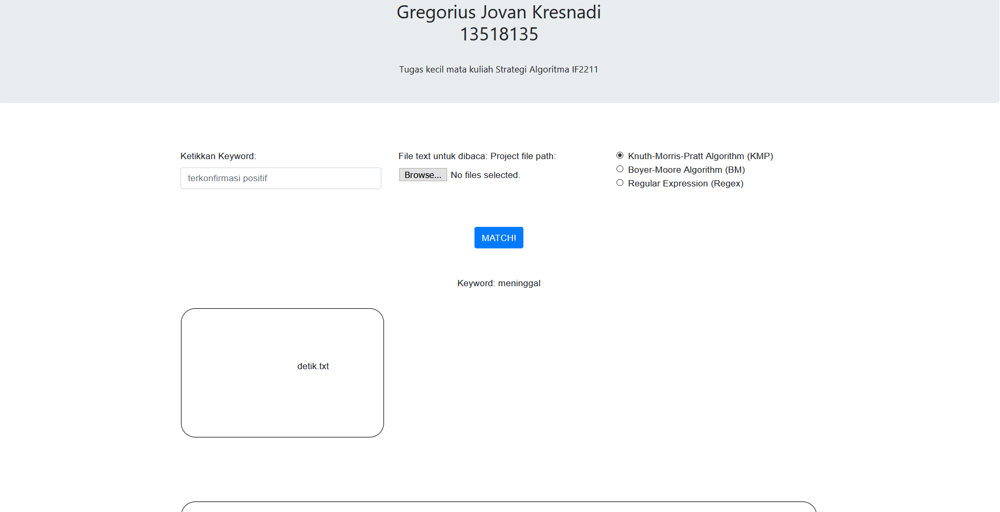 Gregorius Jovan Kresnadi
13518135
Tugas kecil mata kuliah Strategi Algoritma IF2211
Ketikkan Keyword:
terkonfirmasi positif
File text untuk dibaca: Project file path:
Browse... No files selected.
Knuth-Morris-Pratt Algorithm (KMP)
Boyer-Moore Algorithm (BM)
Regular Expression (Regex)
MATCH!
Keyword: meninggal
detik.txt